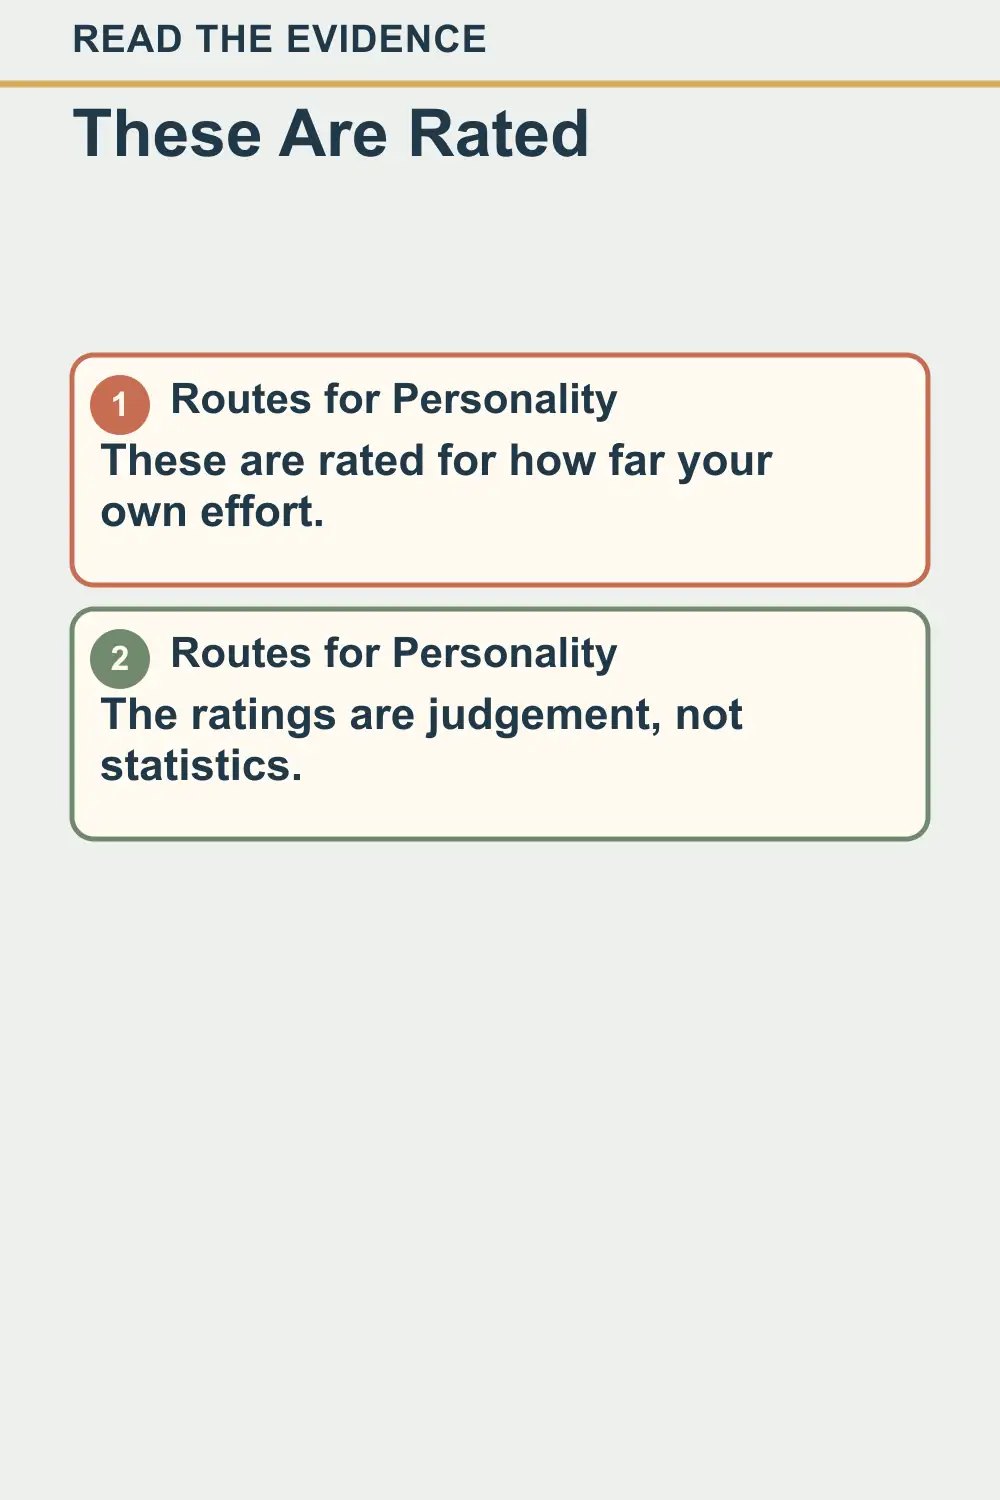 READ THE EVIDENCE
These Are Rated
1 Routes for Personality
These are rated for how far your
own effort.
2 Routes for Personality
The ratings are judgement, not
statistics.